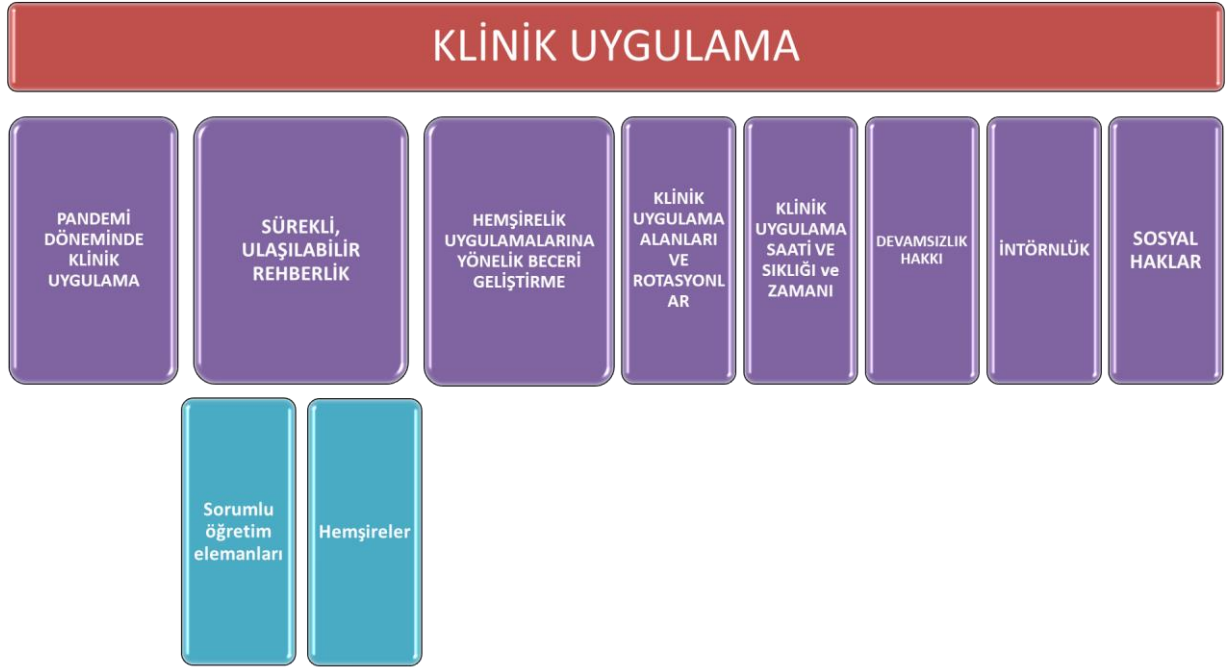 KLİNİK UYGULAMA
PANDEMİ
DÖNEMİNDE
KLİNİK
UYGULAMA
SÜREKLİ,
ULAŞILABİLİR
REHBERLİK
HEMŞİRELİK
UYGULAMALARINA
YÖNELİK BECERİ
GELİŞTİRME
KLİNİK
UYGULAMA
ALANLARI
VE
ROTASYONL
AR
KLİNİK
UYGULAMA
SAATİ VE
SIKLIĞI ve
ZAMANI
DEVAMSIZLIK
HAKKI
İNTÖRNLÜK
SOSYAL
HAKLAR
Sorumlu
öğretim
elemanları
Hemşireler